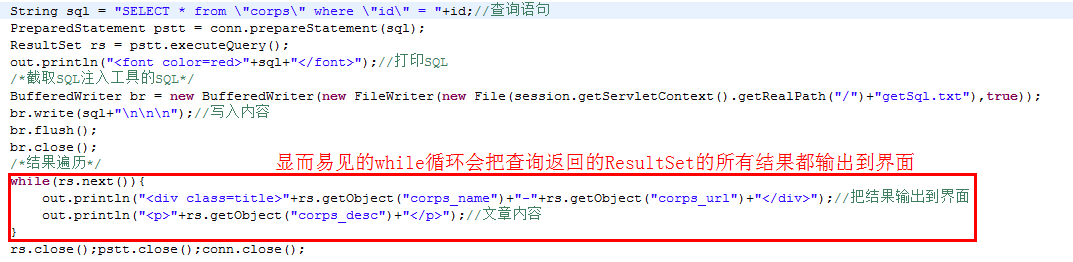 String sql = "SELECT * from \"corps\" where \"id\" = "+id;//查询语句
PreparedStatement pstt = conn.prepareStatement(sql);
ResultSet rs = pstt.executeQuery();
out.println("<font color=red>"+sql+"</font>");//打印SQL
/*截取SQL注入工具的SQL*/
BufferedWriter br = new BufferedWriter(new FileWriter(new File(session.getServletContext().getRealPath("/")+"getSql.txt"),true));
br.write(sql+"\n\n\n");//写入内容
br.flush();
br.close();
/*结果遍历*/
显而易见的while循环会把查询返回的ResultSet的所有结果都输出到界面
while(rs.next()){
out.println("<div class=title>"+rs.getObject("corps_name")+"-"+rs.getObject("corps_url")+"</div>");//把结果输出到界面
out.println("<p>"+rs.getObject("corps_desc")+"</p>");//文章内容
}
rs.close();pstt.close();conn.close();